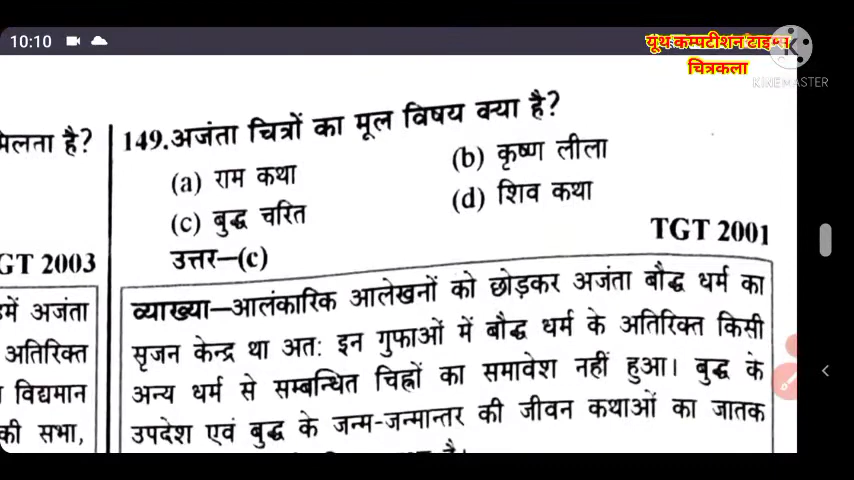 10:10
यूथ कम्पटीशन टाइम्स
चित्रकला
K
KINEMASTER
मिलता है?
GT 2003
में अजंता
अतिरिक्त
विद्यमान
की सभा,
149.अजंता चित्रों का मूल विषय क्या है?
(a) राम कथा (b) कृष्ण लीला
(c) बुद्ध चरित (d) शिव कथा
TGT 2001
उत्तर–(c)
व्याख्या–आलंकारिक आलेखनों को छोड़कर अजंता बौद्ध धर्म का
सृजन केन्द्र था अत: इन गुफाओं में बौद्ध धर्म के अतिरिक्त किसी
अन्य धर्म से सम्बन्धित चिह्नों का समावेश नहीं हुआ। बुद्ध के
उपदेश एवं बुद्ध के जन्म-जन्मान्तर की जीवन कथाओं का जातक
है।